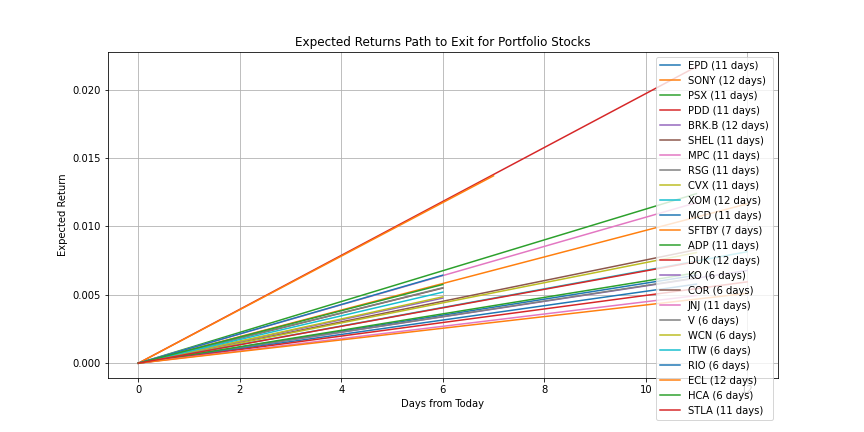 Expected Returns Path to Exit for Portfolio Stocks
Expected Return
0.020
0.015
0.010
0.005
0.000
0
2
4
6
8
10
Days from Today
EPD (11 days)
SONY (12 days)
PSX (11 days)
PDD (11 days)
BRK.B (12 days)
SHEL (11 days)
MPC (11 days)
RSG (11 days)
CVX (11 days)
XOM (12 days)
MCD (11 days)
SFTBY (7 days)
ADP (11 days)
DUK (12 days)
KO (6 days)
COR (6 days)
JNJ (11 days)
V (6 days)
WCN (6 days)
ITW (6 days)
RIO (6 days)
ECL (12 days)
HCA (6 days)
STLA (11 days)